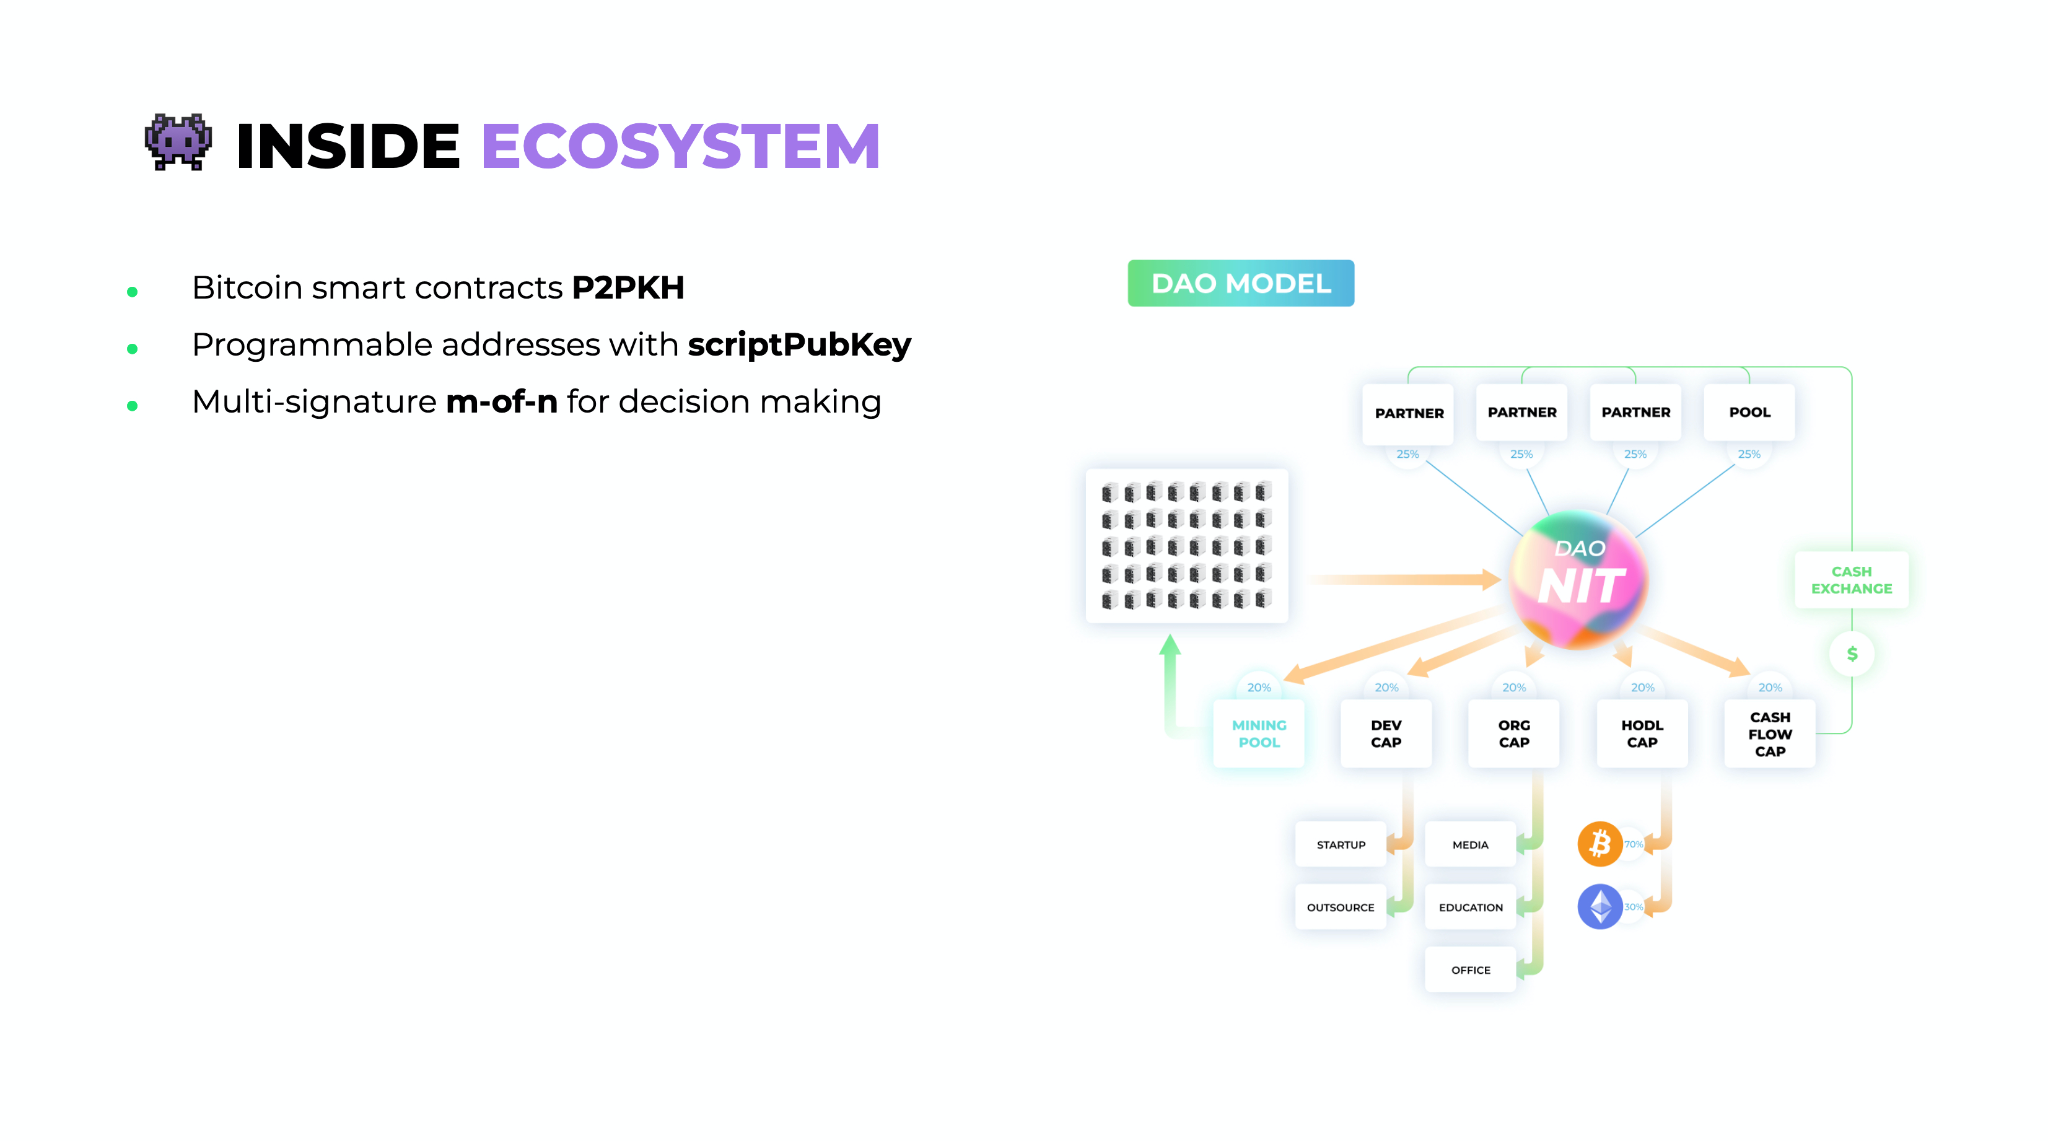 INSIDE ECOSYSTEM
Bitcoin smart contracts P2PKH
Programmable addresses with scriptPubKey
Multi-signature m-of-n for decision making
DAO MODEL
PARTNER
PARTNER
PARTNER
POOL
25%
25%
25%
25%
DAO
NIT
CASH
EXCHANGE
$
20%
20%
20%
20%
20%
MINING
POOL
DEV
CAP
ORG
CAP
HODL
CAP
CASH
FLOW
CAP
STARTUP
MEDIA
70%
OUTSOURCE
EDUCATION
30%
OFFICE